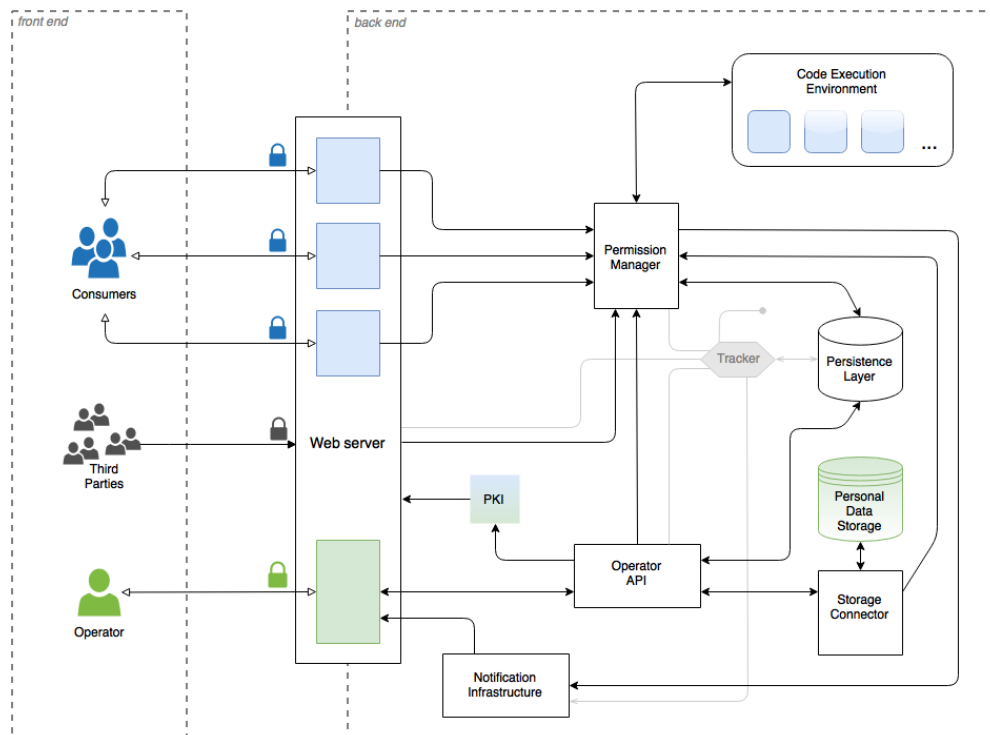 front end
back end
Code Execution
Environment
...
Permission
Manager
Consumers
Tracker
Persistence
Layer
Web server
Third
Parties
PKI
Personal
Data
Storage
Operator
API
Storage
Connector
Operator
Notification
Infrastructure